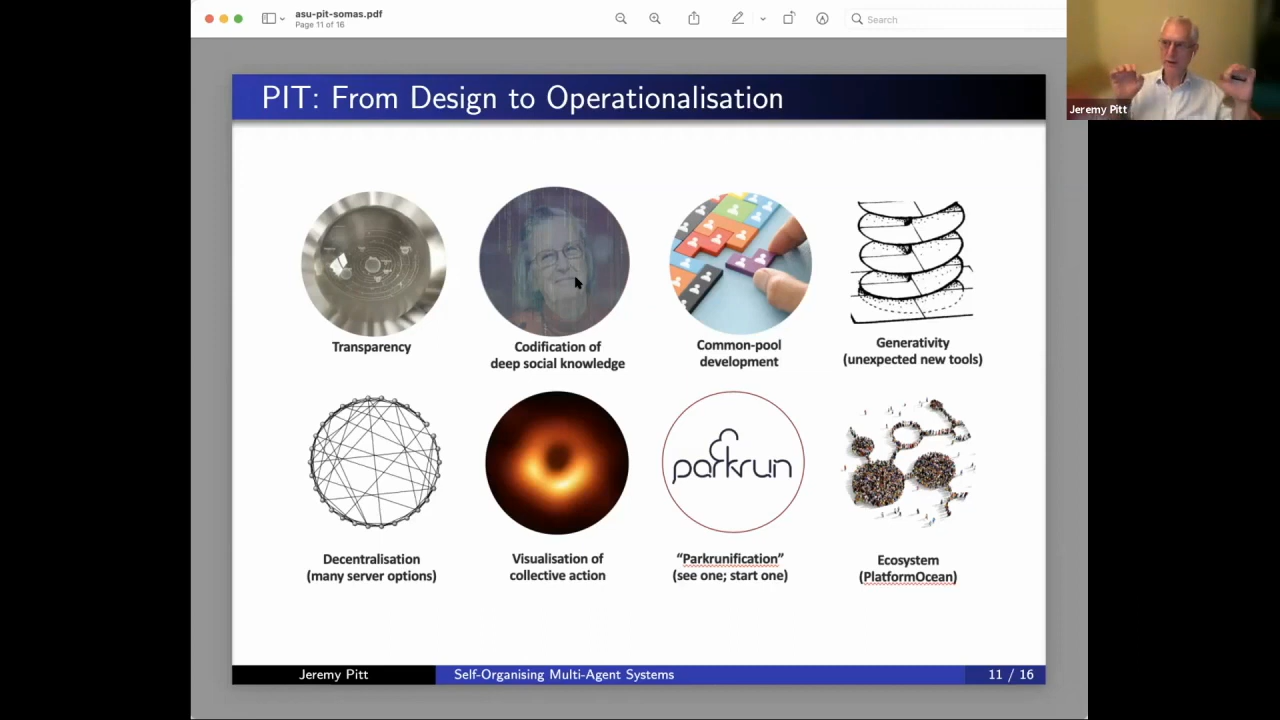 asu-pit-somas.pdf
Page 11 of 16
Search
Jeremy Pitt
PIT: From Design to Operationalisation
Transparency
Codification of
deep social knowledge
Common-pool
development
Generativity
(unexpected new tools)
parkrun
Decentralisation
(many server options)
Visualisation of
collective action
“Parkrunification”
(see one; start one)
Ecosystem
(PlatformOcean)
Jeremy Pitt
Self-Organising Multi-Agent Systems
11 / 16